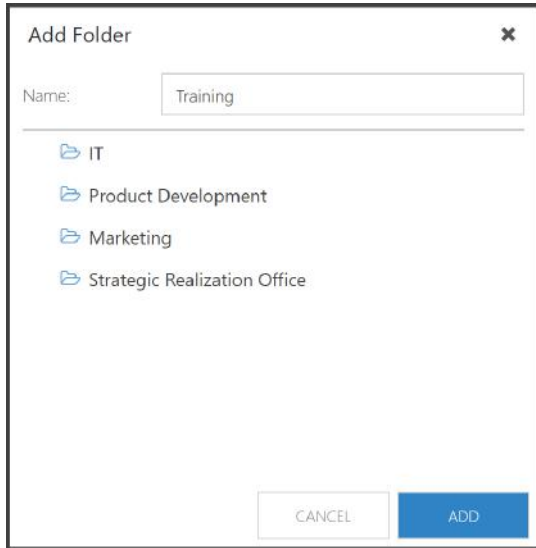 Add Folder
Name: Training
IT
Product Development
Marketing
Strategic Realization Office
CANCEL ADD